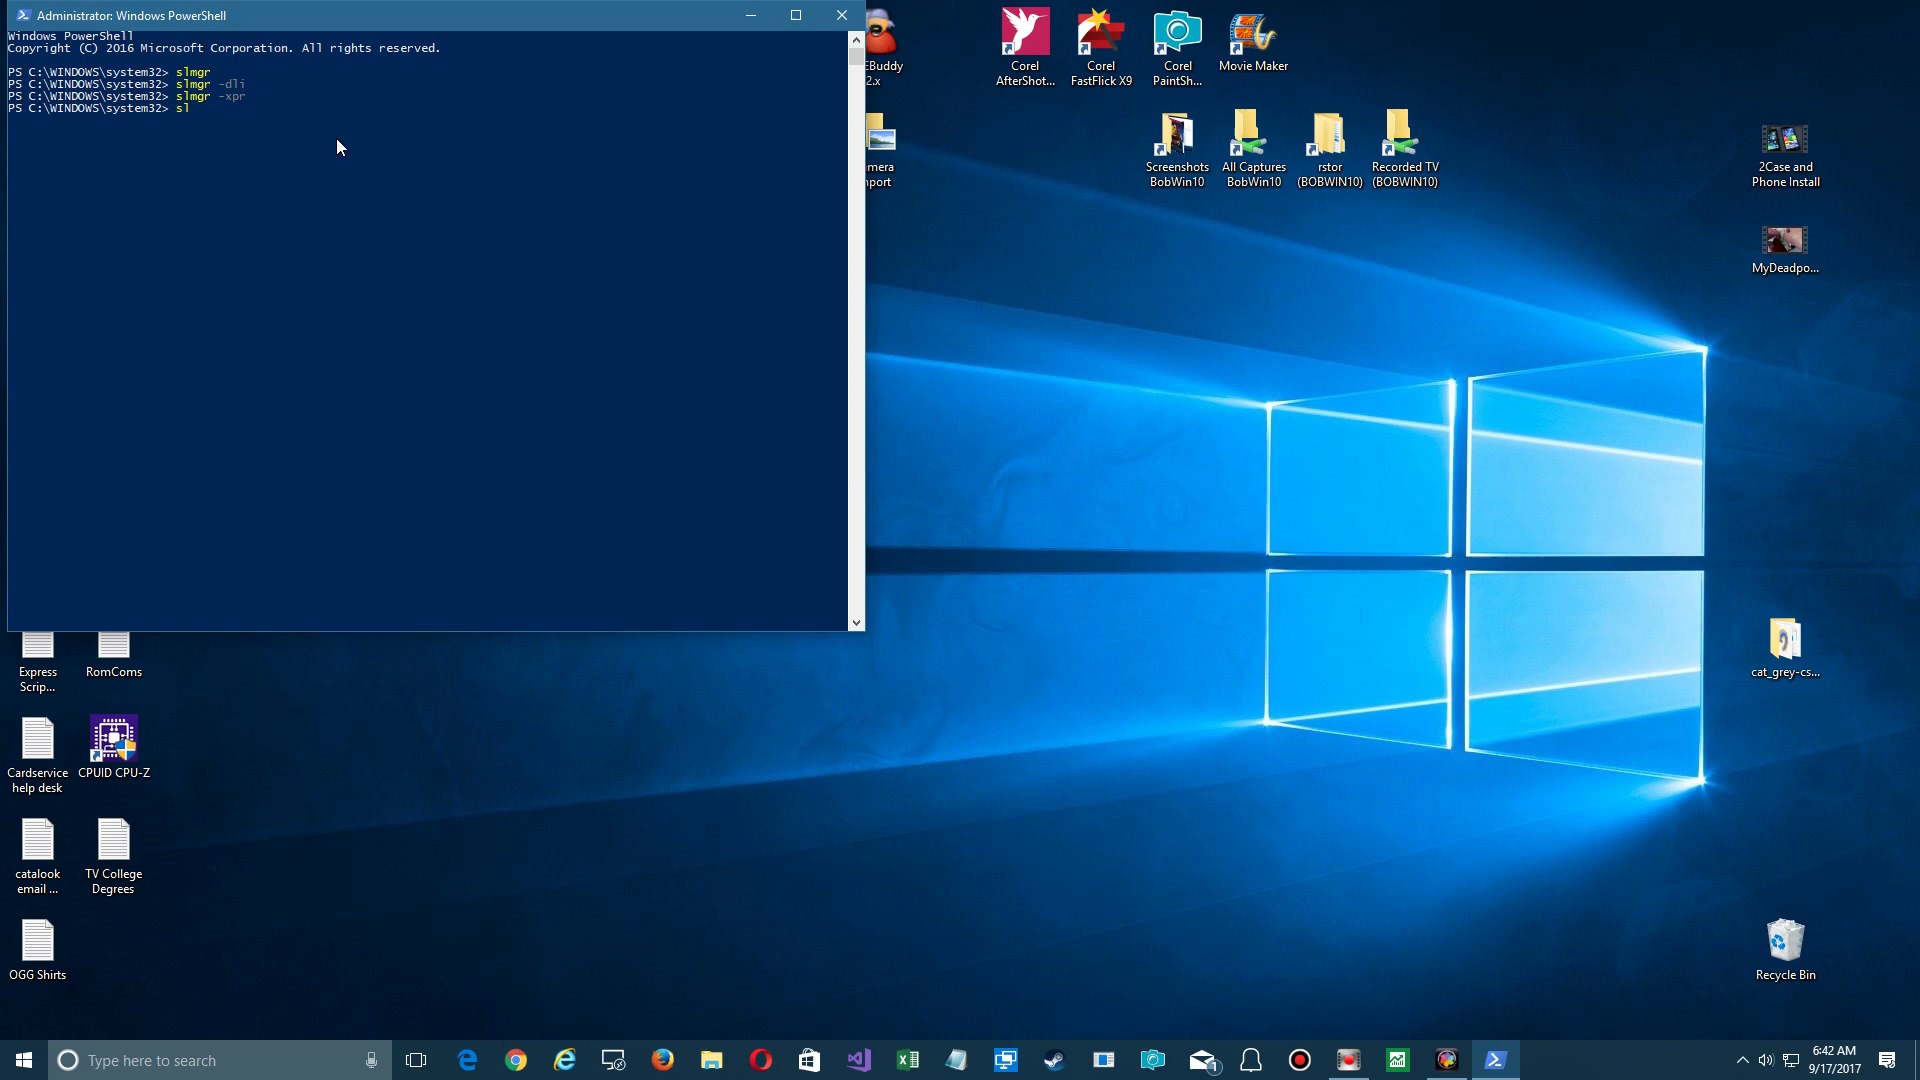 Administrator: Windows PowerShell
Windows PowerShell
Copyright (C) 2016 Microsoft Corporation. All rights reserved.
PS C:\WINDOWS\system32> slmgr
PS C:\WINDOWS\system32> slmgr -dli
PS C:\WINDOWS\system32> slmgr -xpr
PS C:\WINDOWS\system32> sl
EBuddy
2.x
Corel
AfterShot...
Corel
FastFlick X9
Corel
PaintSh...
Movie Maker
mera
port
Screenshots
BobWin10
All Captures
BobWin10
rstor
(BOBWIN10)
Recorded TV
(BOBWIN10)
2Case and
Phone Install
MyDeadpo...
cat_grey-cs...
Recycle Bin
Express
Scrip...
RomComs
Cardservice
help desk
CPUID CPU-Z
catalook
email ...
TV College
Degrees
OGG Shirts
Type here to search
1
6:42 AM
9/17/2017